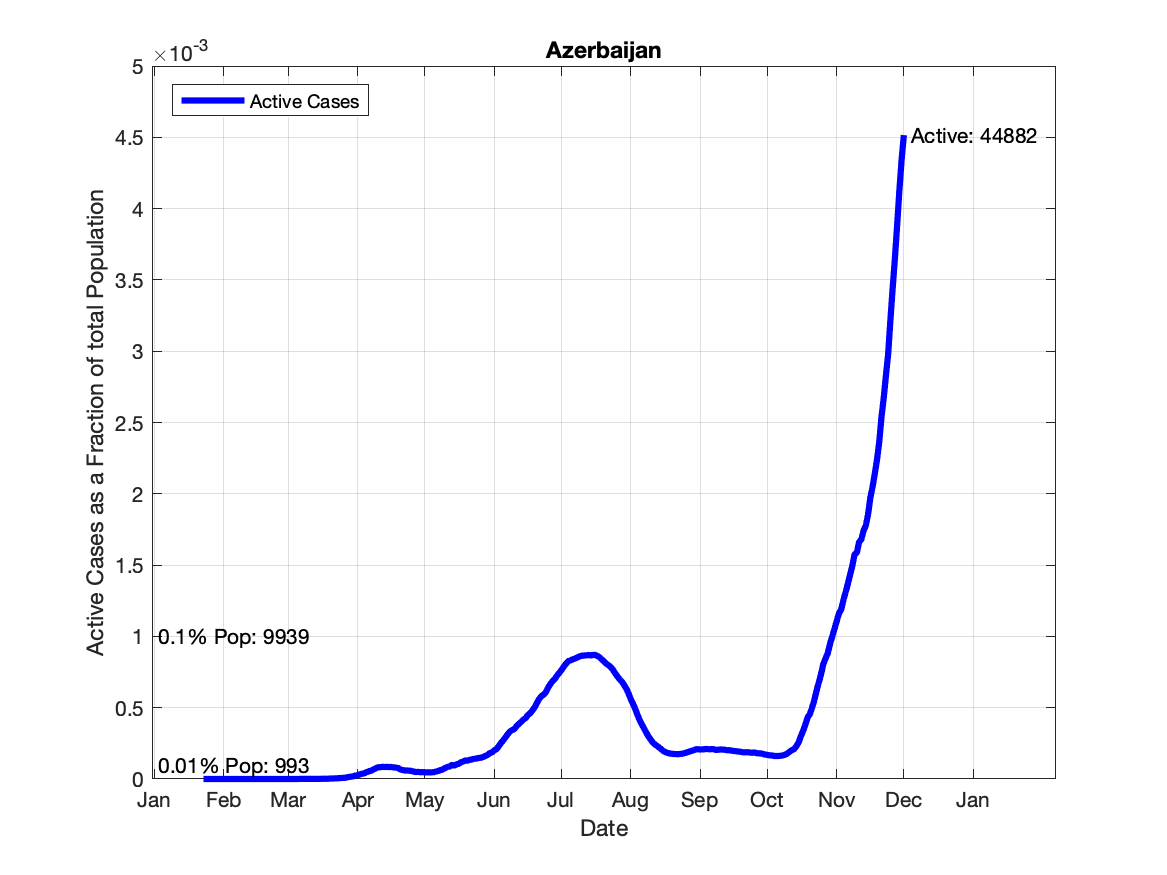 Azerbaijan
×10-3
Active Cases
Active: 44882
5
4.5
4
3.5
3
2.5
2
1.5
1
0.5
0
Active Cases as a Fraction of total Population
0.1% Pop: 9939
0.01% Pop: 993
Jan Feb Mar Apr May Jun Jul Aug Sep Oct Nov Dec Jan
Date